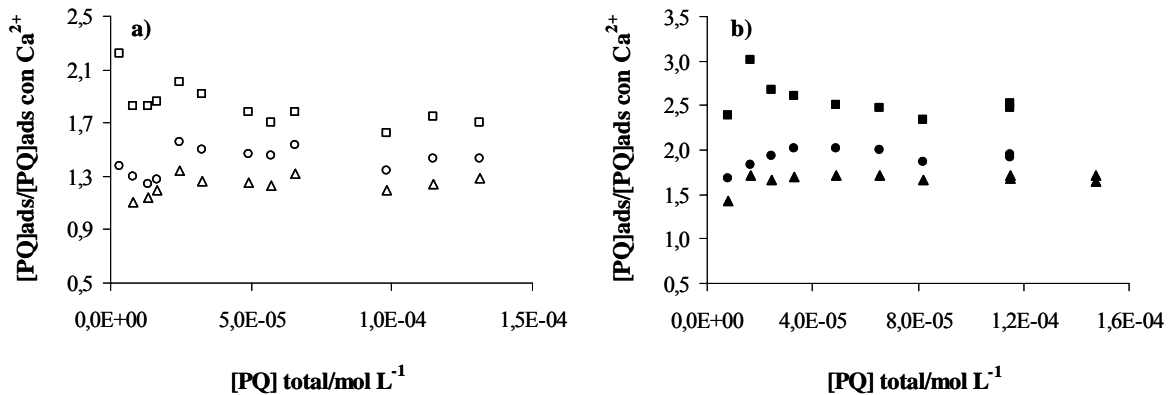 a)
[PQ]ads/[PQ]ads con Ca²⁺
2,5
2,1
1,7
1,3
0,9
0,5
0,0E+00 5,0E-05 1,0E-04 1,5E-04
[PQ] total/mol L⁻¹
b)
[PQ]ads/[PQ]ads con Ca²⁺
3,5
3,0
2,5
2,0
1,5
1,0
0,5
0,0E+00 4,0E-05 8,0E-05 1,2E-04 1,6E-04
[PQ] total/mol L⁻¹